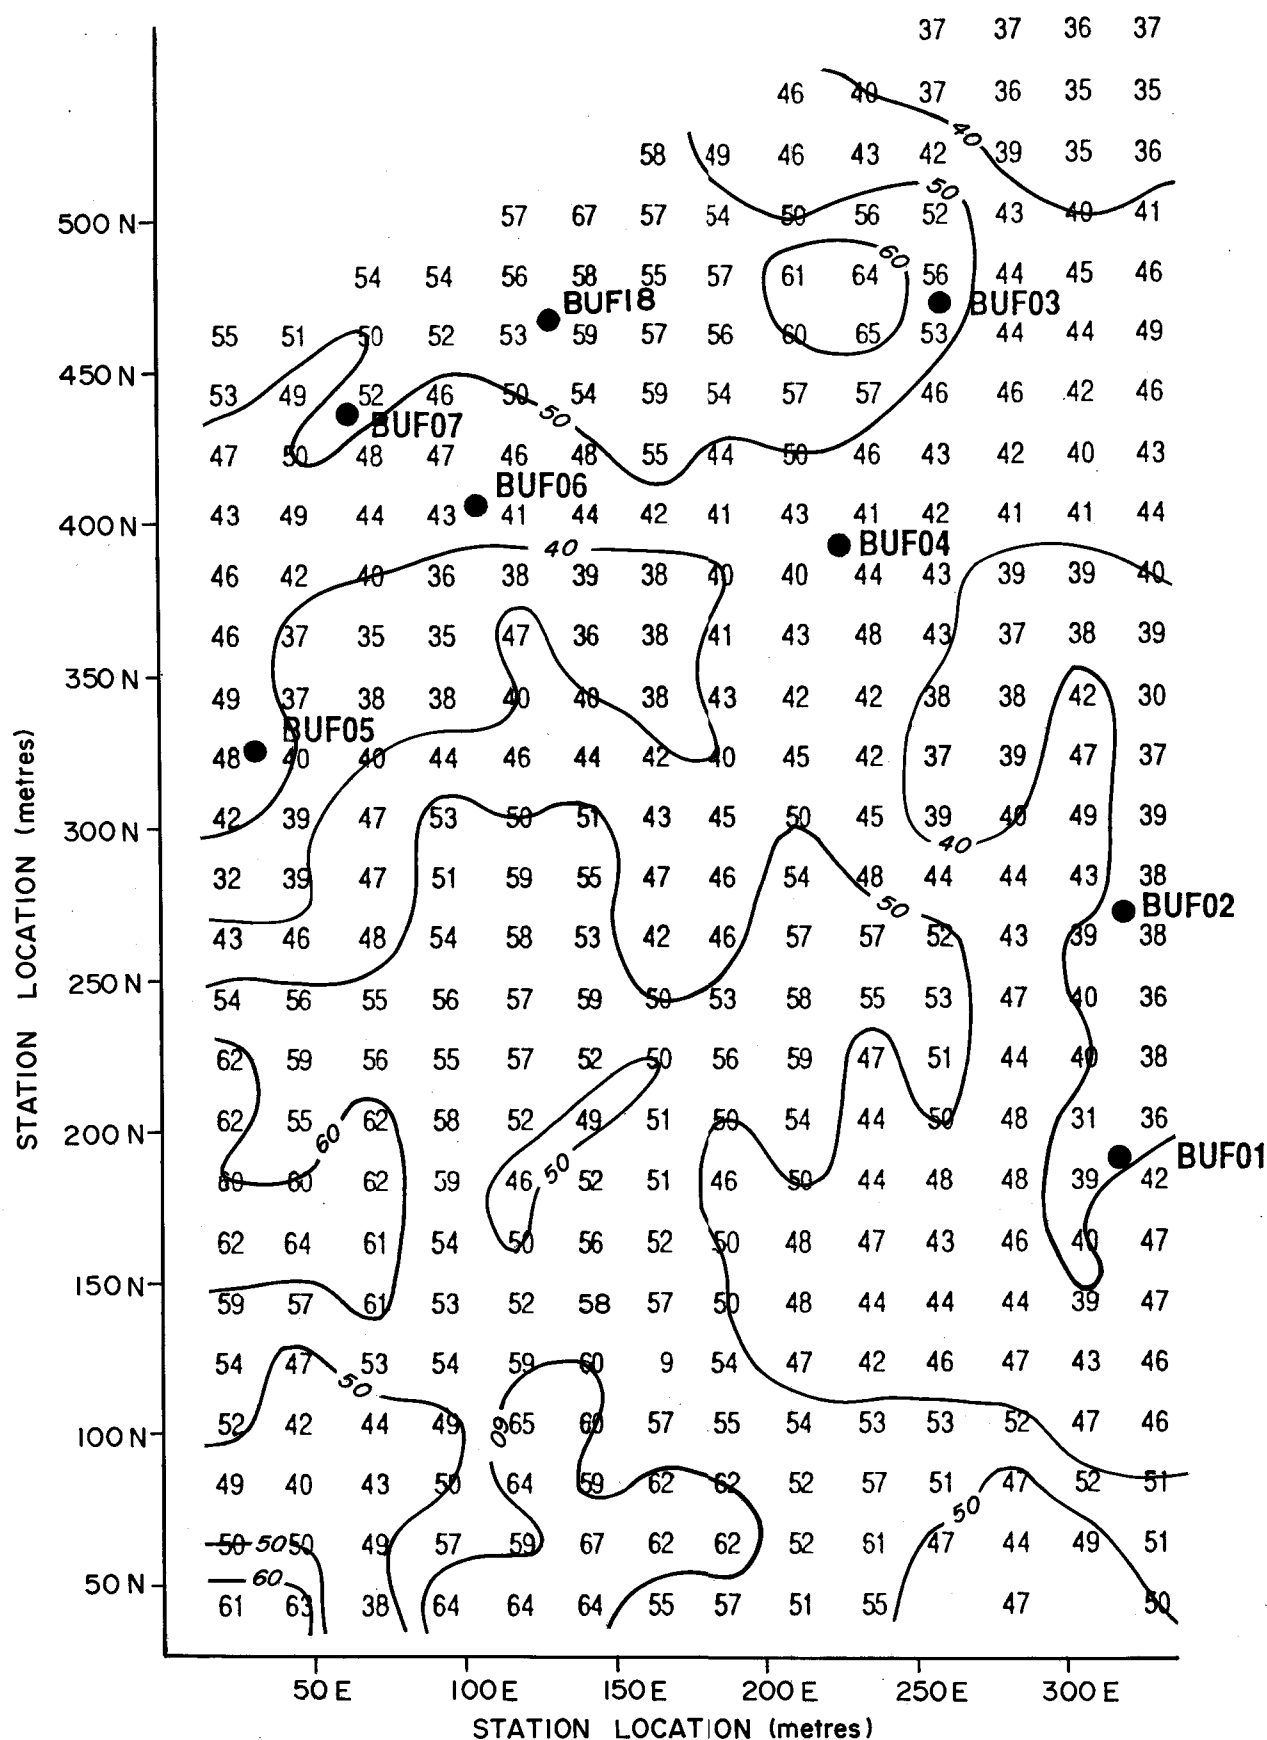 37 37 36 37
46 40 37 36 35 35
40
58 49 46 43 42 39 35 36
50
500 N 57 67 57 54 50 56 52 43 40 41
60
54 54 56 58 55 57 61 64 56 44 45 46
BUF18 BUF03
55 51 50 52 53 59 57 56 60 65 53 44 44 49
450 N
53 49 52 46 50 54 59 54 57 57 46 46 42 46
50
BUF07
47 50 48 47 46 48 55 44 50 46 43 42 40 43
BUF06
400 N 43 49 44 43 41 44 42 41 43 41 42 41 41 44
40 BUF04
46 42 40 36 38 39 38 40 40 44 43 39 39 40
46 37 35 35 47 36 38 41 43 48 43 37 38 39
350 N
49 37 38 38 40 40 38 43 42 42 38 38 42 30
BUF05
48 40 40 44 46 44 42 40 45 42 37 39 47 37
300 N 42 39 47 53 50 51 43 45 50 45 39 40 49 39
40
32 39 47 51 59 55 47 46 54 48 44 44 43 38
50 BUF02
43 46 48 54 58 53 42 46 57 57 52 43 39 38
250 N
54 56 55 56 57 59 50 53 58 55 53 47 40 36
62 59 56 55 57 52 50 56 59 47 51 44 40 38
200 N 62 55 62 58 52 49 51 50 54 44 50 48 31 36
60
50 BUF01
60 60 62 59 46 52 51 46 50 44 48 48 39 42
62 64 61 54 50 56 52 50 48 47 43 46 40 47
150 N
59 57 61 53 52 58 57 50 48 44 44 44 39 47
54 47 53 54 59 60 9 54 47 42 46 47 43 46
50
100 N 52 42 44 49 65 60 57 55 54 53 53 52 47 46
60
49 40 43 50 64 59 62 62 52 57 51 47 52 51
50
50 50 50 49 57 59 67 62 62 52 61 47 44 49 51
60
50 N
61 63 38 64 64 64 55 57 51 55 47 50
50 E 100 E 150 E 200 E 250 E 300 E
STATION LOCATION (metres)
STATION LOCATION (metres)